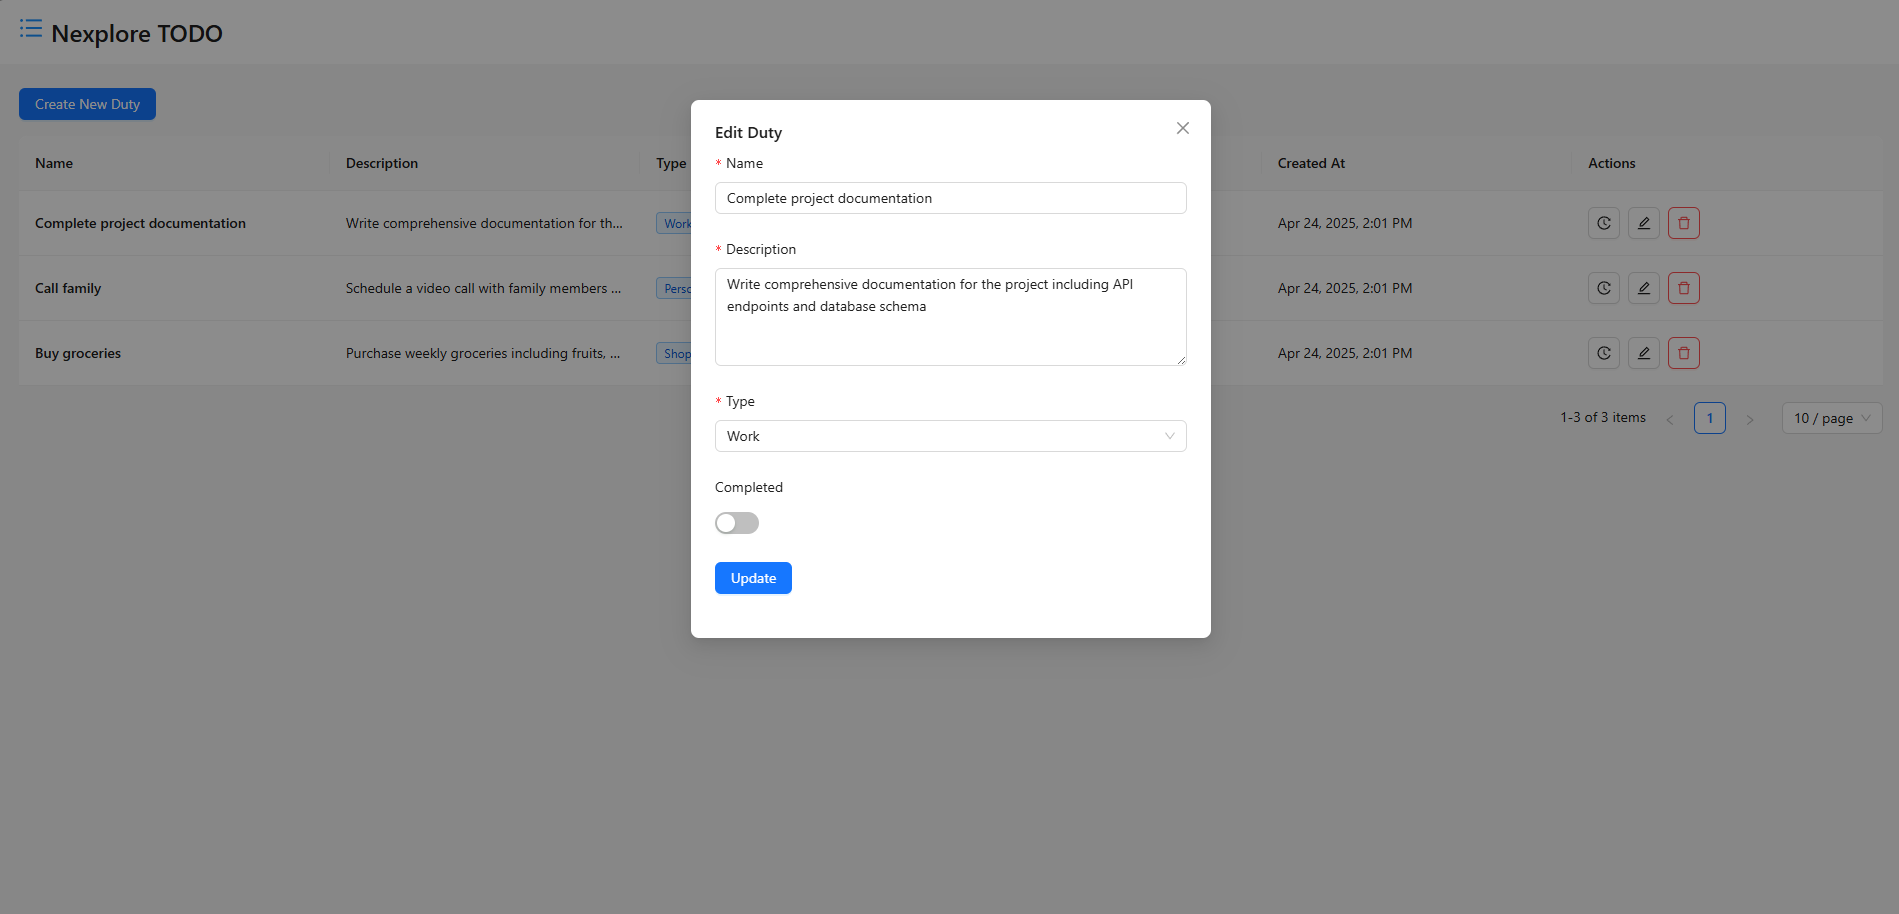 Nexplore TODO
Create New Duty
Name Description Type Created At Actions
Complete project documentation Write comprehensive documentation for th... Work Apr 24, 2025, 2:01 PM
Call family Schedule a video call with family members ... Apr 24, 2025, 2:01 PM
Buy groceries Purchase weekly groceries including fruits, ... Apr 24, 2025, 2:01 PM
1-3 of 3 items 1 10 / page
Edit Duty
* Name
Complete project documentation
* Description
Write comprehensive documentation for the project including API
endpoints and database schema
* Type
Work
Completed
Update